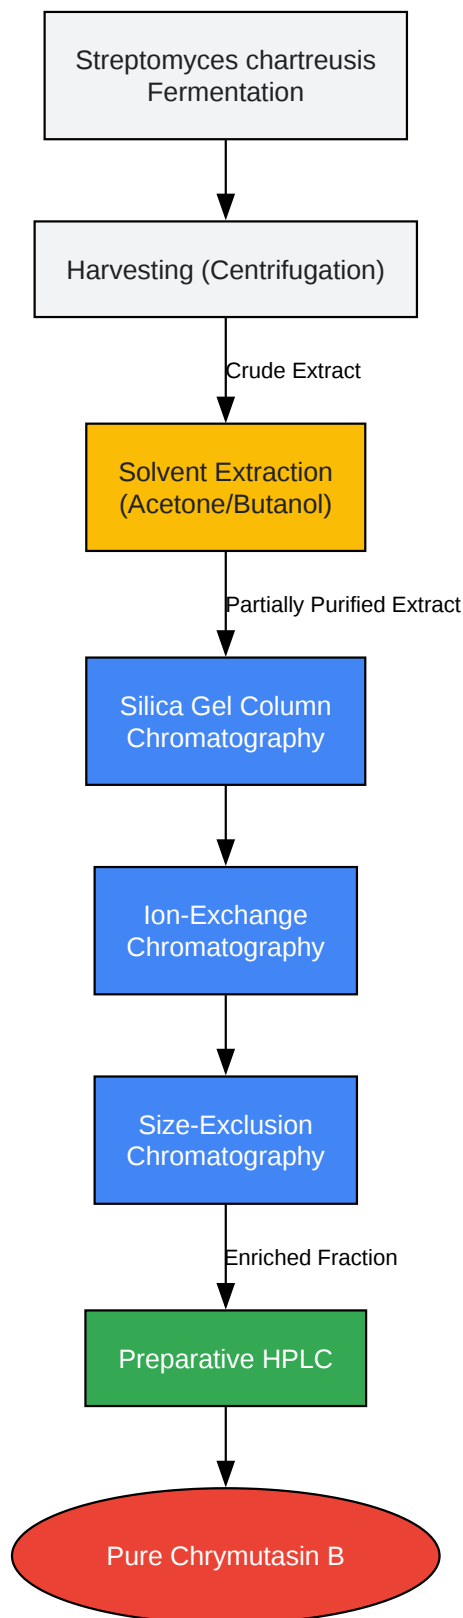 Streptomyces chartreusis
Fermentation
Harvesting (Centrifugation)
Crude Extract
Solvent Extraction
(Acetone/Butanol)
Partially Purified Extract
Silica Gel Column
Chromatography
Ion-Exchange
Chromatography
Size-Exclusion
Chromatography
Enriched Fraction
Preparative HPLC
Pure Chrymutasin B